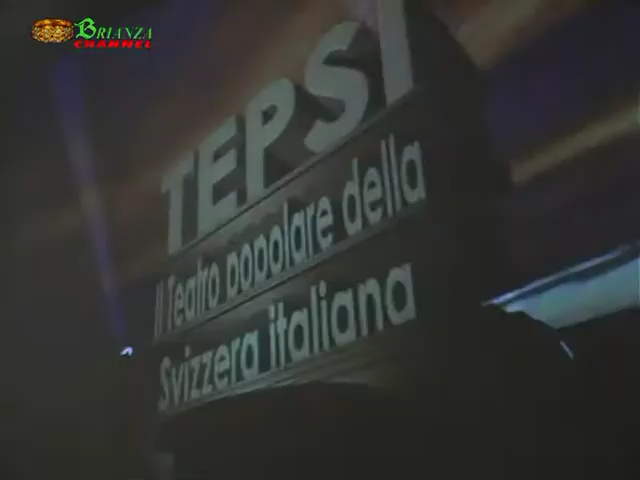 BRIANZA
CHANNEL
TEPSI
Il Teatro popolare della
Svizzera italiana